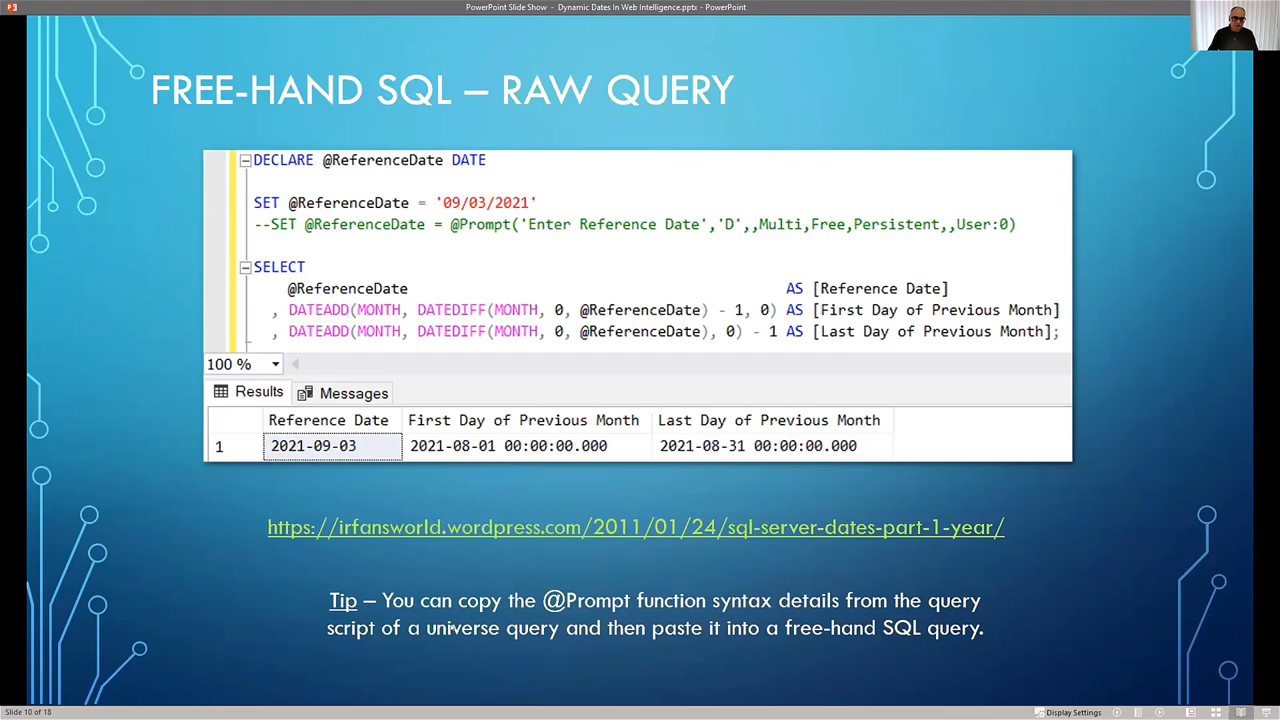 PowerPoint Slide Show - Dynamic Dates In Web Intelligence.pptx - PowerPoint
FREE-HAND SQL – RAW QUERY
DECLARE @ReferenceDate DATE
SET @ReferenceDate = '09/03/2021'
--SET @ReferenceDate = @Prompt('Enter Reference Date','D',,Multi,Free,Persistent,,User:0)
SELECT
@ReferenceDate AS [Reference Date]
, DATEADD(MONTH, DATEDIFF(MONTH, 0, @ReferenceDate) - 1, 0) AS [First Day of Previous Month]
, DATEADD(MONTH, DATEDIFF(MONTH, 0, @ReferenceDate), 0) - 1 AS [Last Day of Previous Month];
100 %
Results Messages
Reference Date First Day of Previous Month Last Day of Previous Month
1 2021-09-03 2021-08-01 00:00:00.000 2021-08-31 00:00:00.000
https://irfansworld.wordpress.com/2011/01/24/sql-server-dates-part-1-year/
Tip – You can copy the @Prompt function syntax details from the query
script of a universe query and then paste it into a free-hand SQL query.
Slide 10 of 18 Display Settings